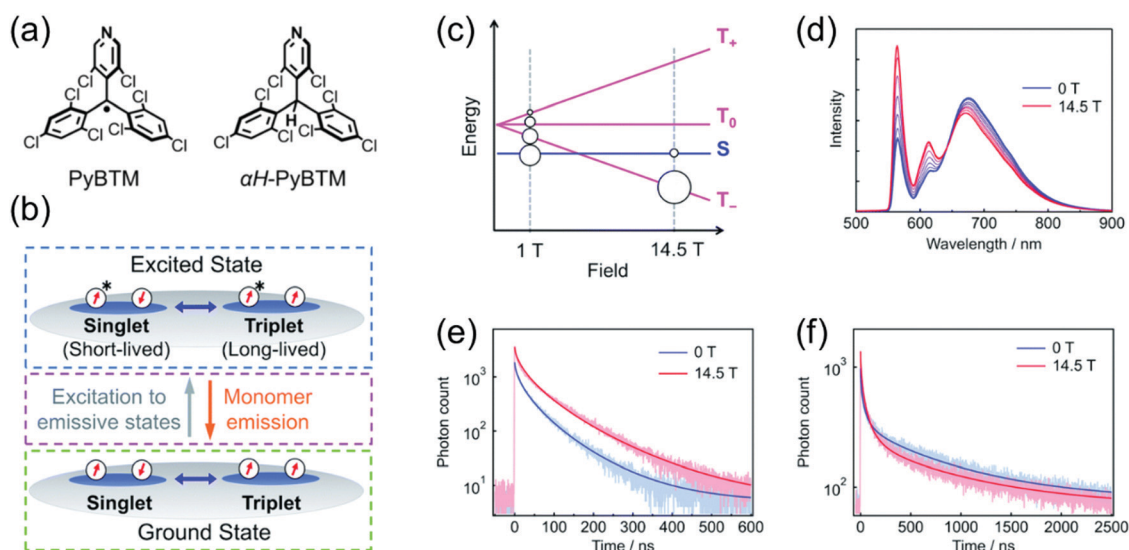 (a)
N
Cl
Cl
Cl
Cl
Cl
Cl
Cl
Cl
PyBTM
N
Cl
Cl
Cl
Cl
Cl
H
Cl
Cl
Cl
αH-PyBTM
(b)
Excited State
*
*
Singlet
Triplet
(Short-lived)
(Long-lived)
Excitation to
emissive states
Monomer
emission
Singlet
Triplet
Ground State
(c)
Energy
T+
T0
S
T−
1 T
14.5 T
Field
(d)
Intensity
0 T
14.5 T
500
600
700
800
900
Wavelength / nm
(e)
Photon count
10³
10²
10¹
0 T
14.5 T
0
100
200
300
400
500
600
Time / ns
(f)
Photon count
10³
10²
0 T
14.5 T
0
500
1000
1500
2000
2500
Time / ns